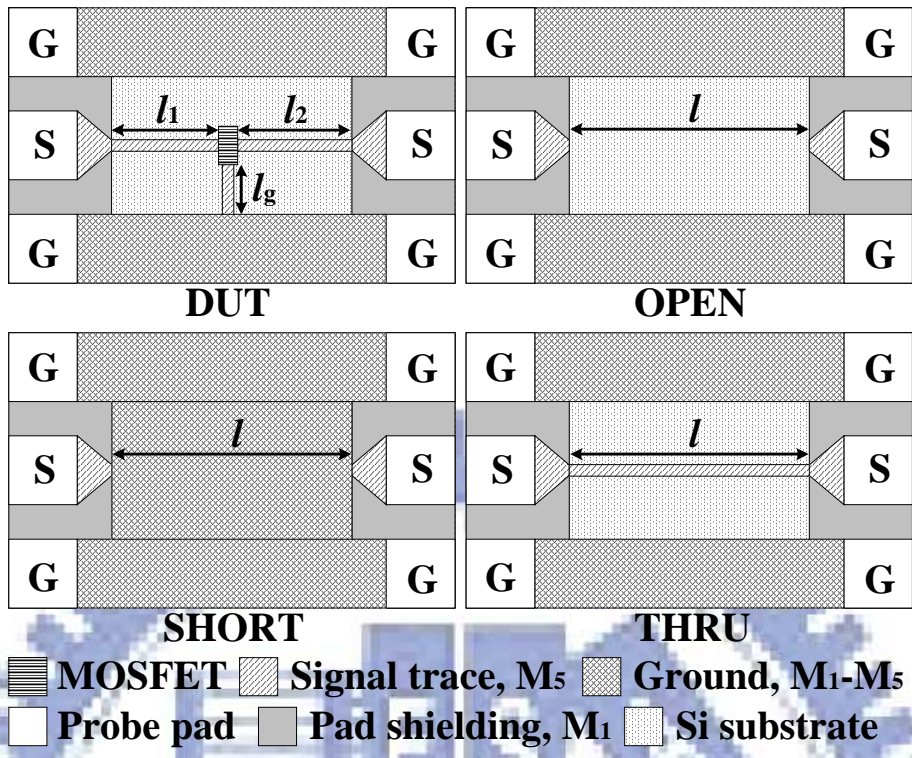 G G G G
l1 l2 l
S S S S
lg
G G G G
DUT OPEN
G G G G
l l
S S S S
G G G G
SHORT THRU
MOSFET Signal trace, M5 Ground, M1-M5
Probe pad Pad shielding, M1 Si substrate